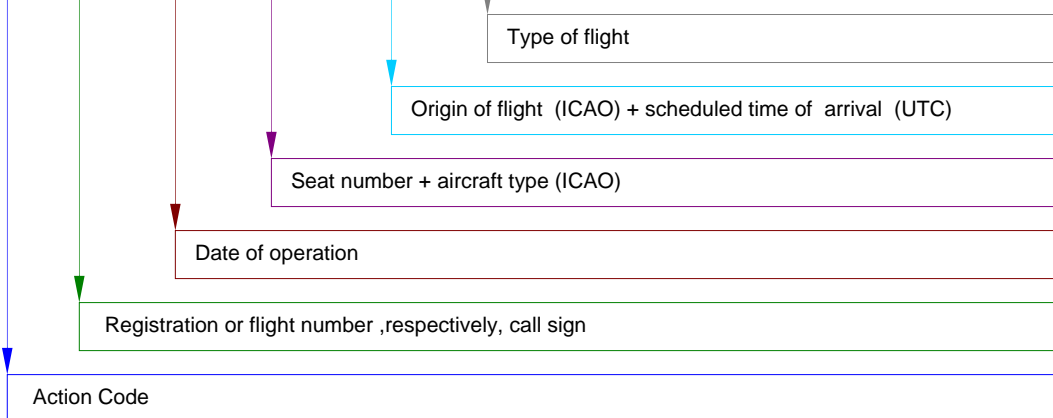 Type of flight
Origin of flight (ICAO) + scheduled time of arrival (UTC)
Seat number + aircraft type (ICAO)
Date of operation
Registration or flight number ,respectively, call sign
Action Code